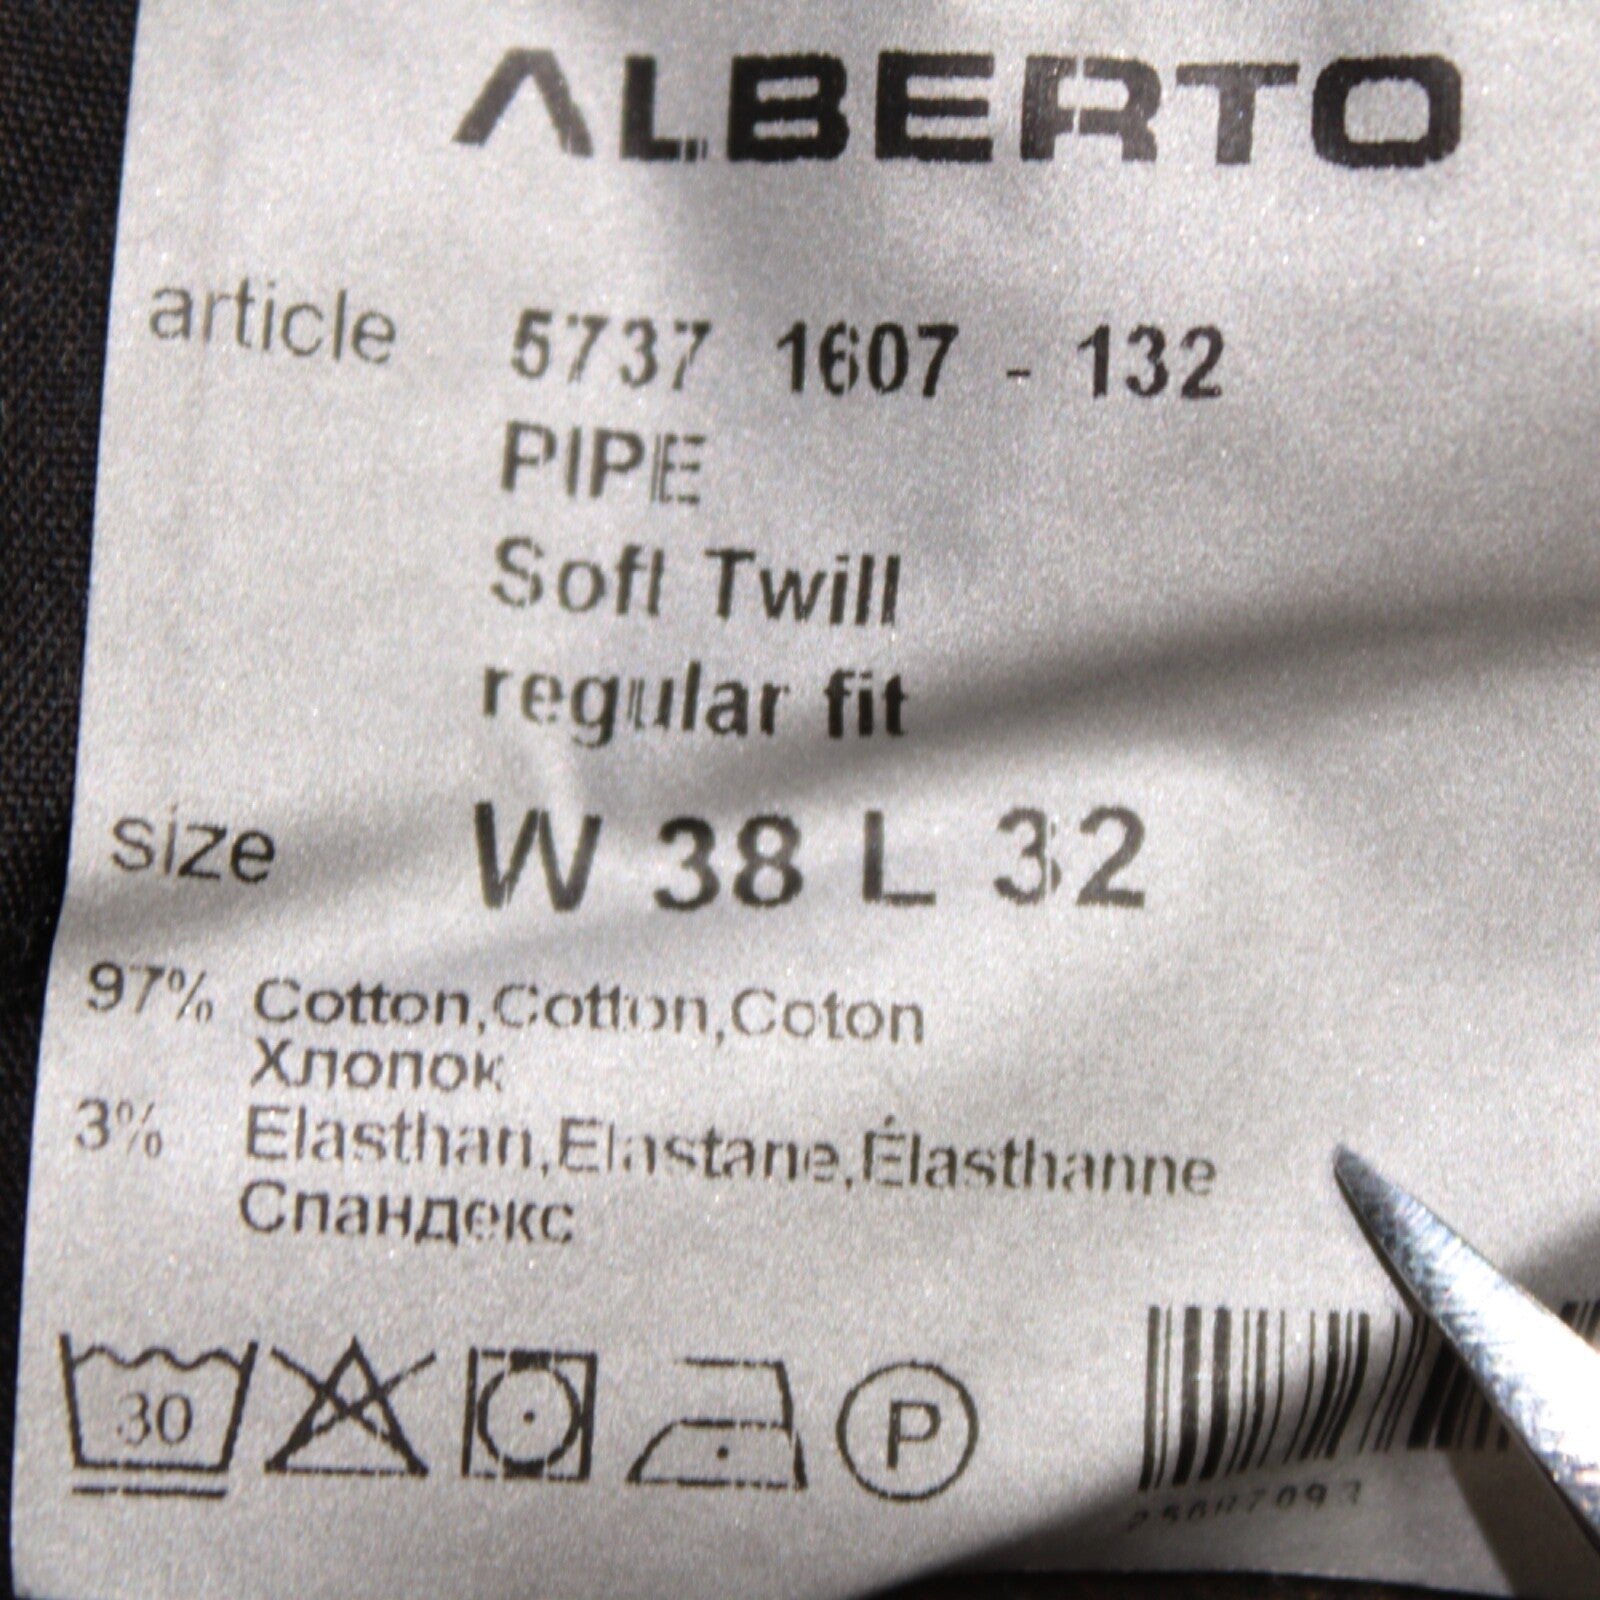 ALBERTO
article 5737 1607 - 132
PIPE
Soft Twill
regular fit
size W 38 L 32
97% Cotton,Cotton,Coton
Хлопок
3% Elasthan,Elastane,Élasthanne
Спандекс
30
P